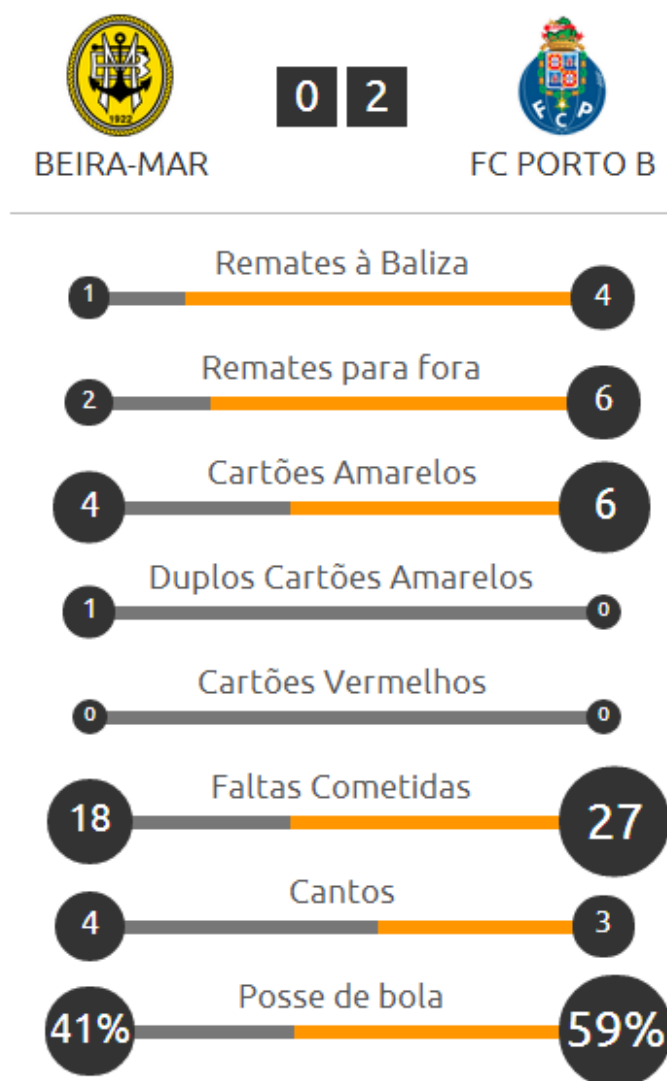 1922
FCP
0 2
BEIRA-MAR FC PORTO B
Remates à Baliza
1 4
Remates para fora
2 6
Cartões Amarelos
4 6
Duplos Cartões Amarelos
1 0
Cartões Vermelhos
0 0
Faltas Cometidas
18 27
Cantos
4 3
Posse de bola
41% 59%